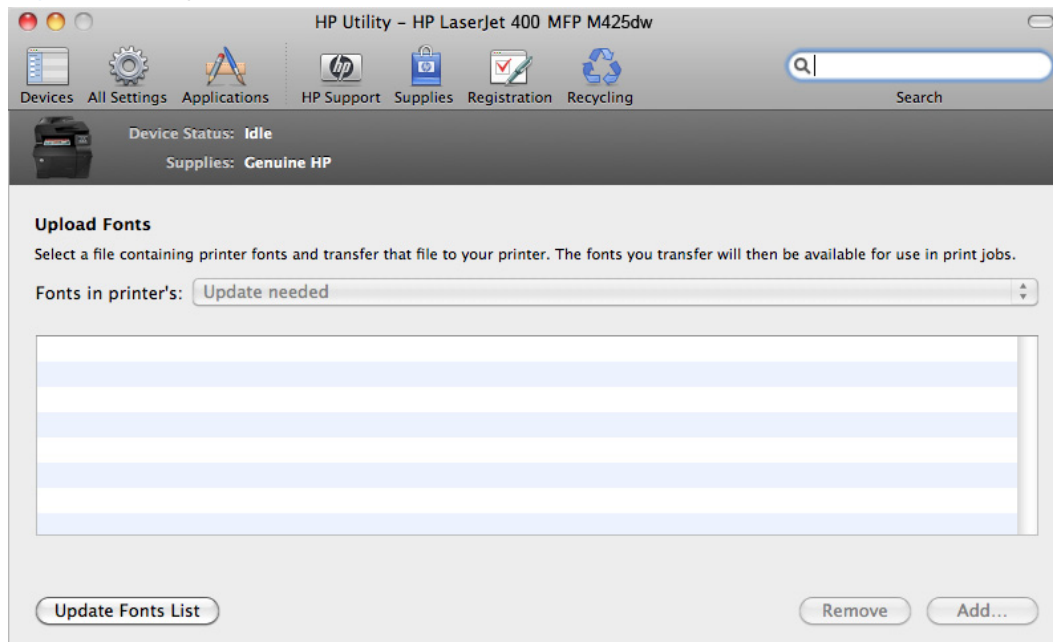 HP Utility – HP LaserJet 400 MFP M425dw
Devices All Settings Applications HP Support Supplies Registration Recycling Search
Device Status: Idle
Supplies: Genuine HP
Upload Fonts
Select a file containing printer fonts and transfer that file to your printer. The fonts you transfer will then be available for use in print jobs.
Fonts in printer's: Update needed
Update Fonts List Remove Add...